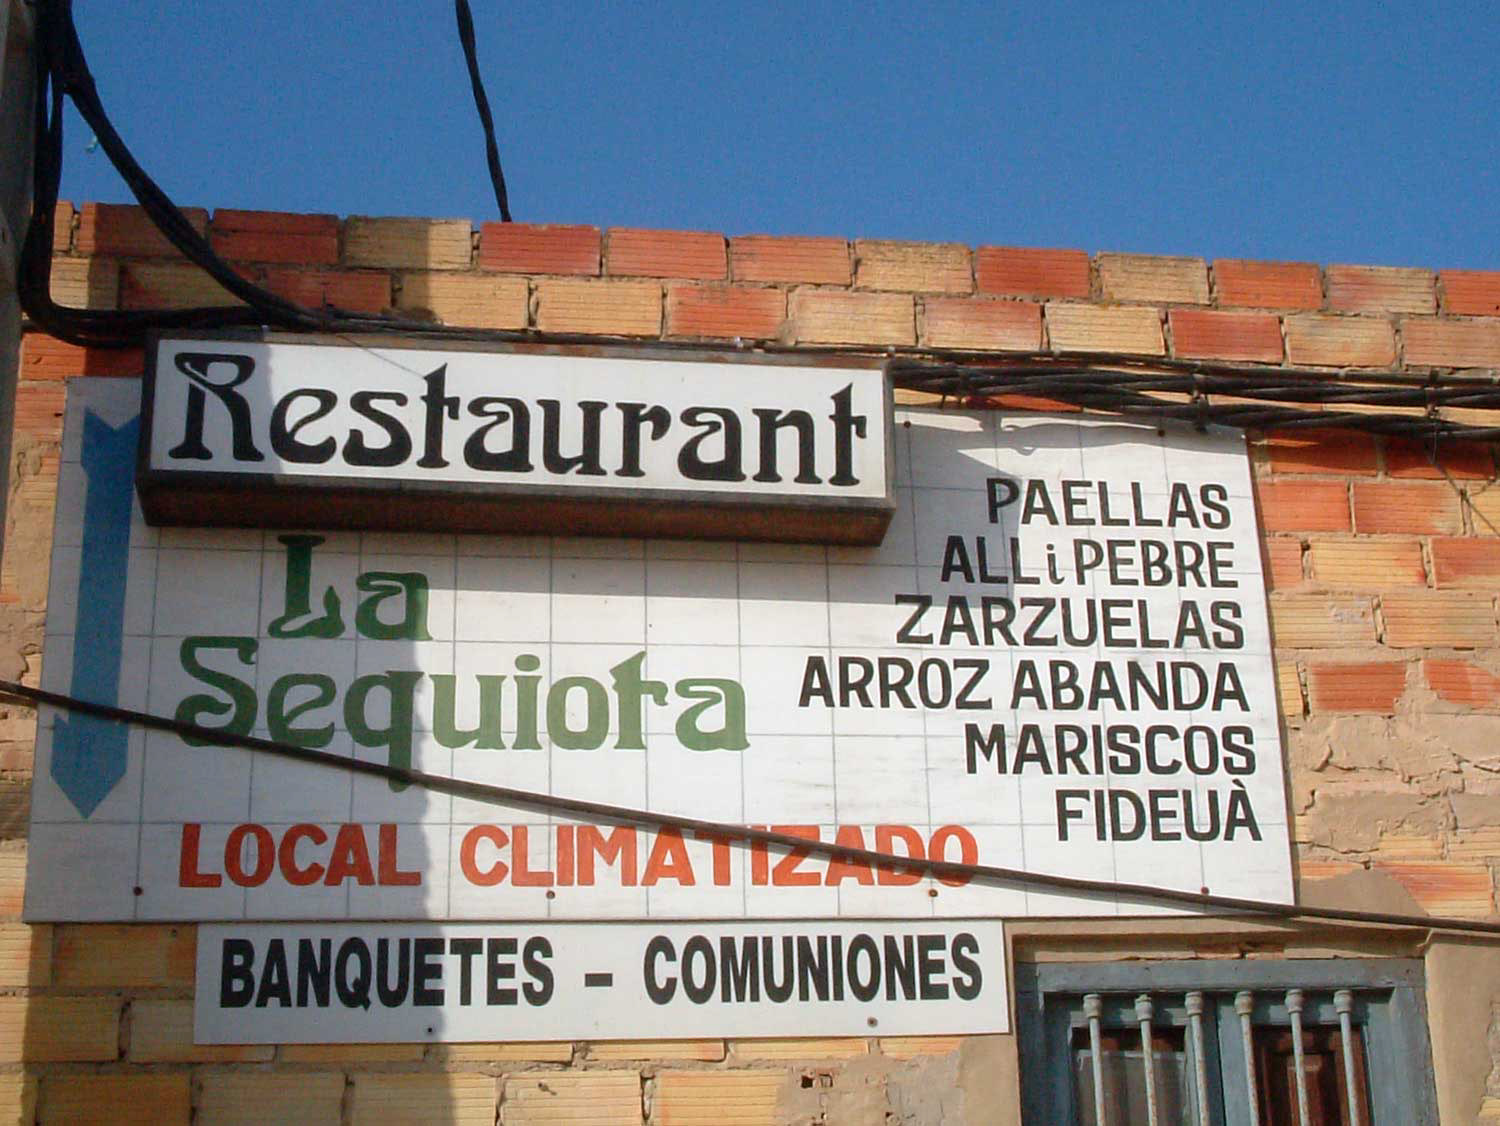 Restaurant
La
Sequiota
LOCAL CLIMATIZADO
PAELLAS
ALL i PEBRE
ZARZUELAS
ARROZ ABANDA
MARISCOS
FIDEUÀ
BANQUETES - COMUNIONES